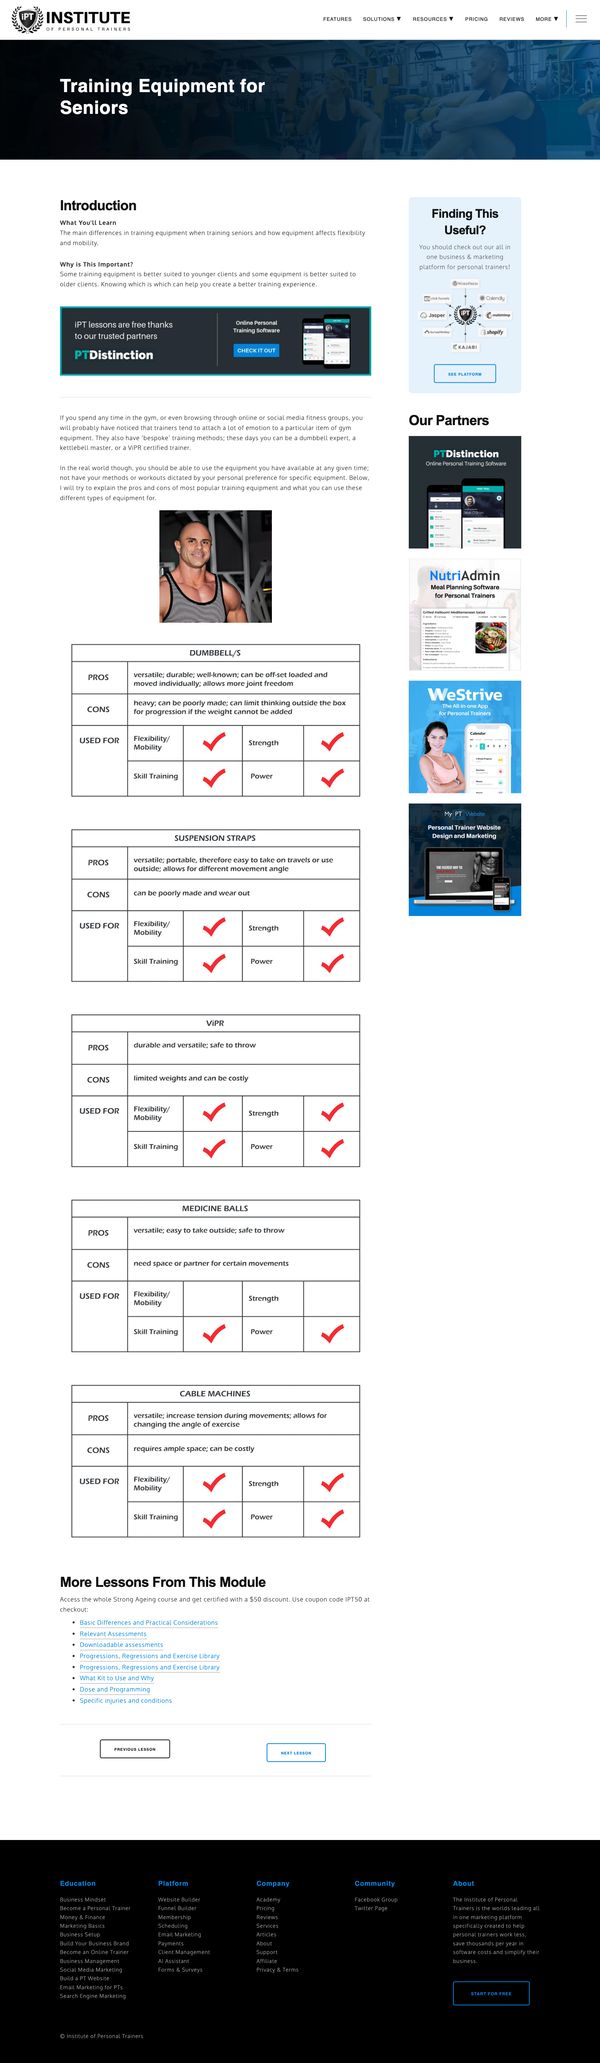 IPT INSTITUTE
OF PERSONAL TRAINERS
FEATURES SOLUTIONS ▼ RESOURCES ▼ PRICING REVIEWS MORE ▼
Training Equipment for
Seniors
Introduction
What You'll Learn
The main differences in training equipment when training seniors and how equipment affects flexibility
and mobility.
Why is This Important?
Some training equipment is better suited to younger clients and some equipment is better suited to
older clients. Knowing which is which can help you create a better training experience.
iPT lessons are free thanks
to our trusted partners
PTDistinction
Online Personal
Training Software
CHECK IT OUT
If you spend any time in the gym, or even browsing through online or social media fitness groups, you
will probably have noticed that trainers tend to attach a lot of emotion to a particular item of gym
equipment. They also have 'bespoke' training methods; these days you can be a dumbbell expert, a
kettlebell master, or a ViPR certified trainer.
In the real world though, you should be able to use the equipment you have available at any given time;
not have your methods or workouts dictated by your personal preference for specific equipment. Below,
I will try to explain the pros and cons of most popular training equipment and what you can use these
different types of equipment for.
DUMBBELL/S
PROS
versatile; durable; well-known; can be off-set loaded and
moved individually; allows more joint freedom
CONS
heavy; can be poorly made; can limit thinking outside the box
for progression if the weight cannot be added
USED FOR
Flexibility/
Mobility
Strength
Skill Training
Power
SUSPENSION STRAPS
PROS
versatile; portable, therefore easy to take on travels or use
outside; allows for different movement angle
CONS
can be poorly made and wear out
USED FOR
Flexibility/
Mobility
Strength
Skill Training
Power
ViPR
PROS
durable and versatile; safe to throw
CONS
limited weights and can be costly
USED FOR
Flexibility/
Mobility
Strength
Skill Training
Power
MEDICINE BALLS
PROS
versatile; easy to take outside; safe to throw
CONS
need space or partner for certain movements
USED FOR
Flexibility/
Mobility
Strength
Skill Training
Power
CABLE MACHINES
PROS
versatile; increase tension during movements; allows for
changing the angle of exercise
CONS
requires ample space; can be costly
USED FOR
Flexibility/
Mobility
Strength
Skill Training
Power
More Lessons From This Module
Access the whole Strong Ageing course and get certified with a $50 discount. Use coupon code IPT50 at
checkout:
Basic Differences and Practical Considerations
Relevant Assessments
Downloadable assessments
Progressions, Regressions and Exercise Library
Progressions, Regressions and Exercise Library
What Kit to Use and Why
Dose and Programming
Specific injuries and conditions
PREVIOUS LESSON
NEXT LESSON
Finding This
Useful?
You should check out our all in
one business & marketing
platform for personal trainers!
Calendly
Jasper
IPT
mailchimp
shopify
KAJABI
SEE PLATFORM
Our Partners
PTDistinction
Online Personal Training Software
NutriAdmin
Meal Planning Software
for Personal Trainers
Grilled Halloumi Mediterranean Salad
WeStrive
The All in one App
for Personal Trainers
Calendar
My PT Website
Personal Trainer Website
Design and Marketing
Education
Business Mindset
Become a Personal Trainer
Money & Finance
Marketing Basics
Business Setup
Build Your Business Brand
Become an Online Trainer
Business Management
Social Media Marketing
Build a PT Website
Email Marketing for PTs
Search Engine Marketing
Platform
Website Builder
Funnel Builder
Membership
Scheduling
Email Marketing
Payments
Client Management
AI Assistant
Forms & Surveys
Company
Academy
Pricing
Reviews
Services
Articles
About
Support
Affiliate
Privacy & Terms
Community
Facebook Group
Twitter Page
About
The Institute of Personal
Trainers is the worlds leading all
in one marketing platform
specifically created to help
personal trainers work less,
save thousands per year in
software costs and simplify their
business.
START FOR FREE
© Institute of Personal Trainers